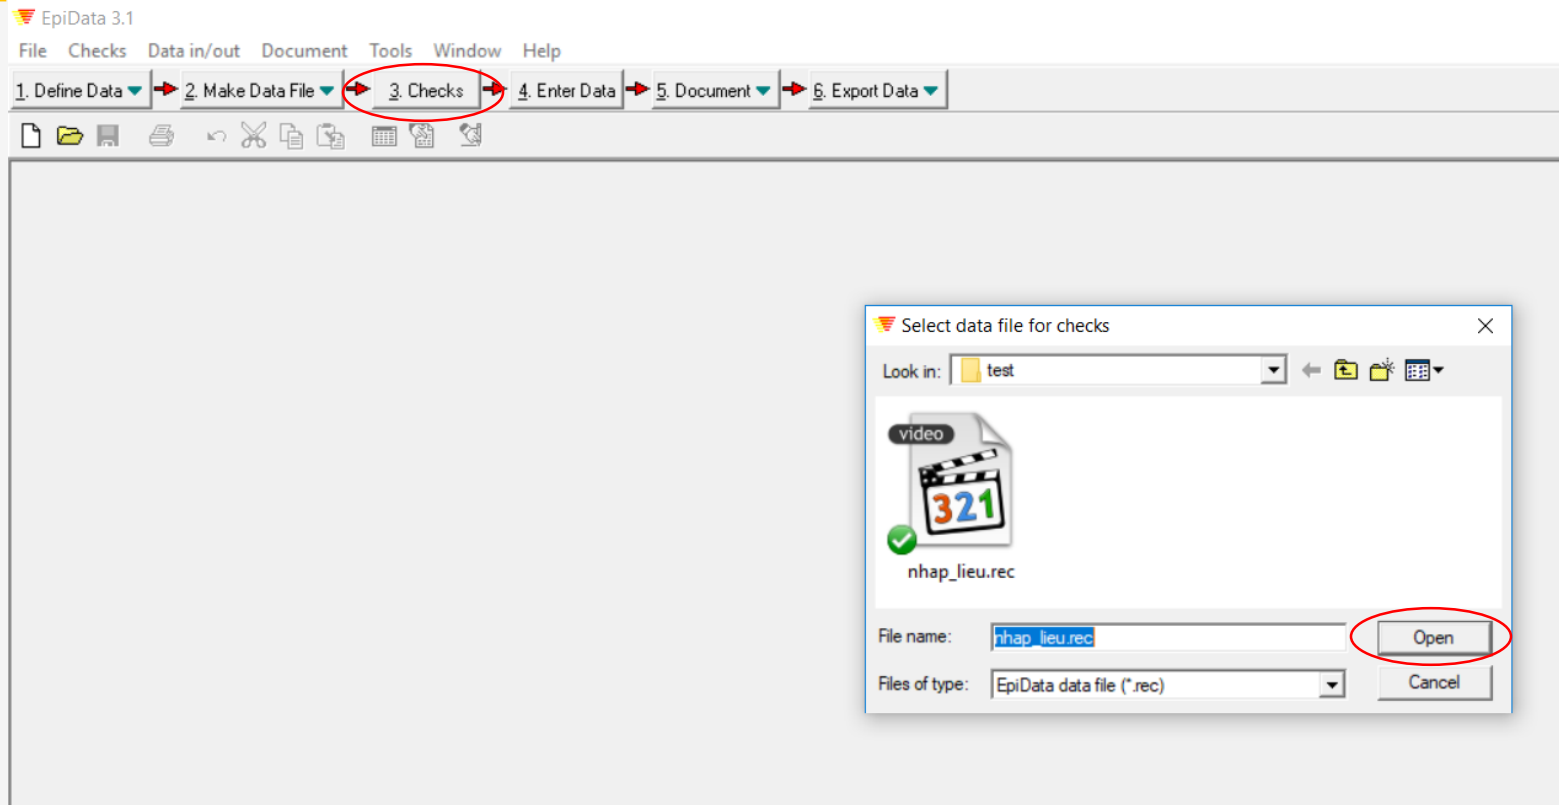 EpiData 3.1
File Checks Data in/out Document Tools Window Help
1. Define Data 2. Make Data File 3. Checks 4. Enter Data 5. Document 6. Export Data
Select data file for checks
Look in: test
video
321
nhap_lieu.rec
File name: nhap_lieu.rec Open
Files of type: EpiData data file (*.rec) Cancel